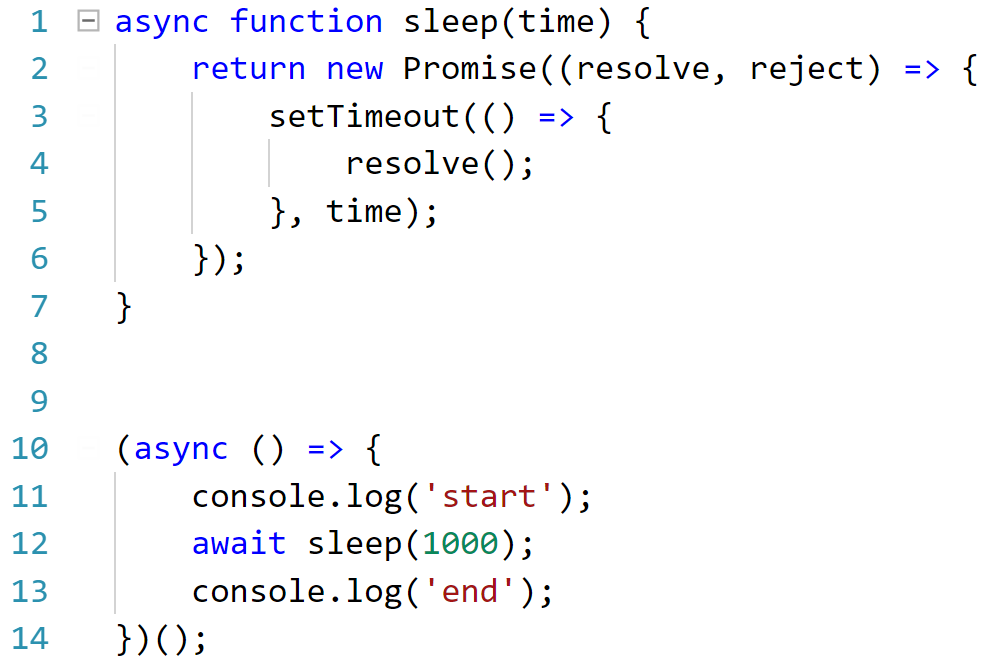 1 async function sleep(time) {
2     return new Promise((resolve, reject) => {
3         setTimeout(() => {
4             resolve();
5         }, time);
6     });
7 }
8
9
10 (async () => {
11     console.log('start');
12     await sleep(1000);
13     console.log('end');
14 })();